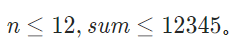 n ≤ 12, sum ≤ 12345。